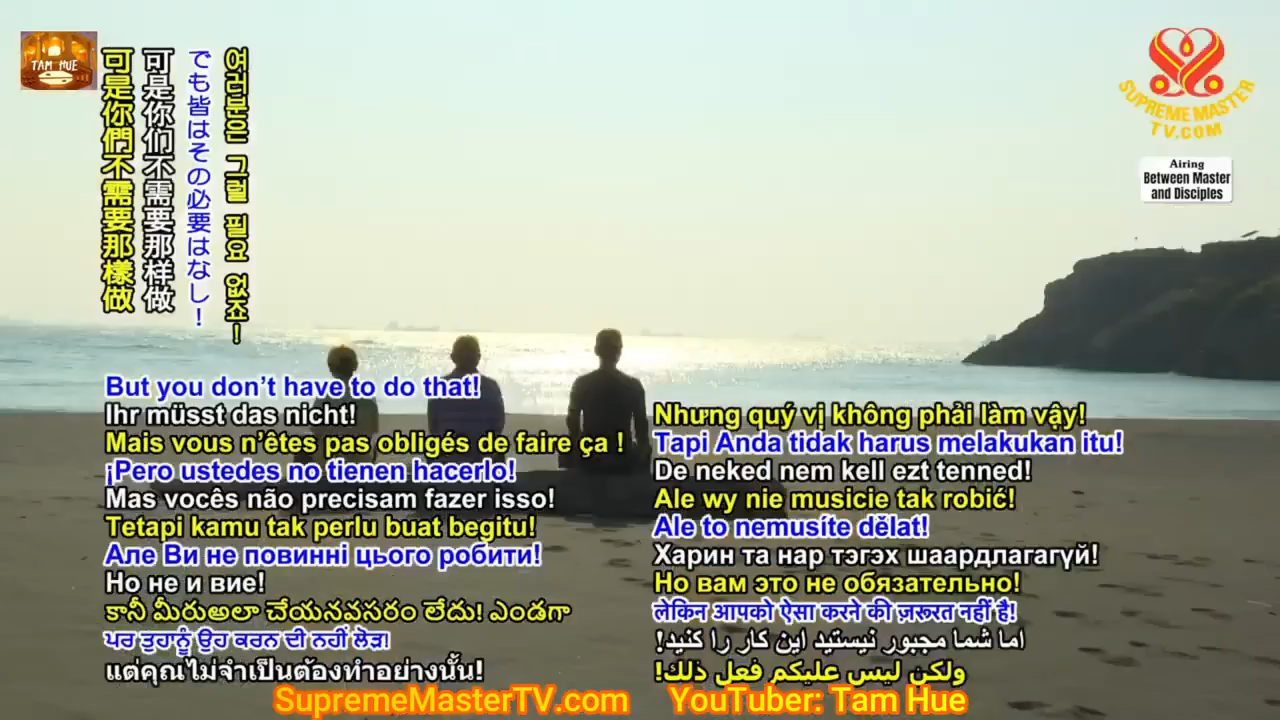 TAM HUE
可是你們不需要那樣做
可是你们不需要那样做
でも皆はその必要はなし！
여러분은 그럴 필요 없죠！
SUPREME MASTER
TV.COM
Airing
Between Master
and Disciples
But you don’t have to do that!
Ihr müsst das nicht!
Mais vous n’êtes pas obligés de faire ça !
¡Pero ustedes no tienen hacerlo!
Mas vocês não precisam fazer isso!
Tetapi kamu tak perlu buat begitu!
Але Ви не повинні цього робити!
Но не и вие!
కానీ మీరుఅలా చేయనవసరం లేదు! ఎండగా
ਪਰ ਤੁਹਾਨੂੰ ਉਹ ਕਰਨ ਦੀ ਨਹੀਂ ਲੋੜ।
แต่คุณไม่จำเป็นต้องทำอย่างนั้น!
Nhưng quý vị không phải làm vậy!
Tapi Anda tidak harus melakukan itu!
De neked nem kell ezt tenned!
Ale wy nie musicie tak robić!
Ale to nemusíte dělat!
Харин та нар тэгэх шаардлагагүй!
Но вам это не обязательно!
लेकिन आपको ऐसा करने की ज़रूरत नहीं है!
اما شما مجبور نیستید این کار را کنید!
ولكن ليس عليكم فعل ذلك!
SupremeMasterTV.com YouTuber: Tam Hue